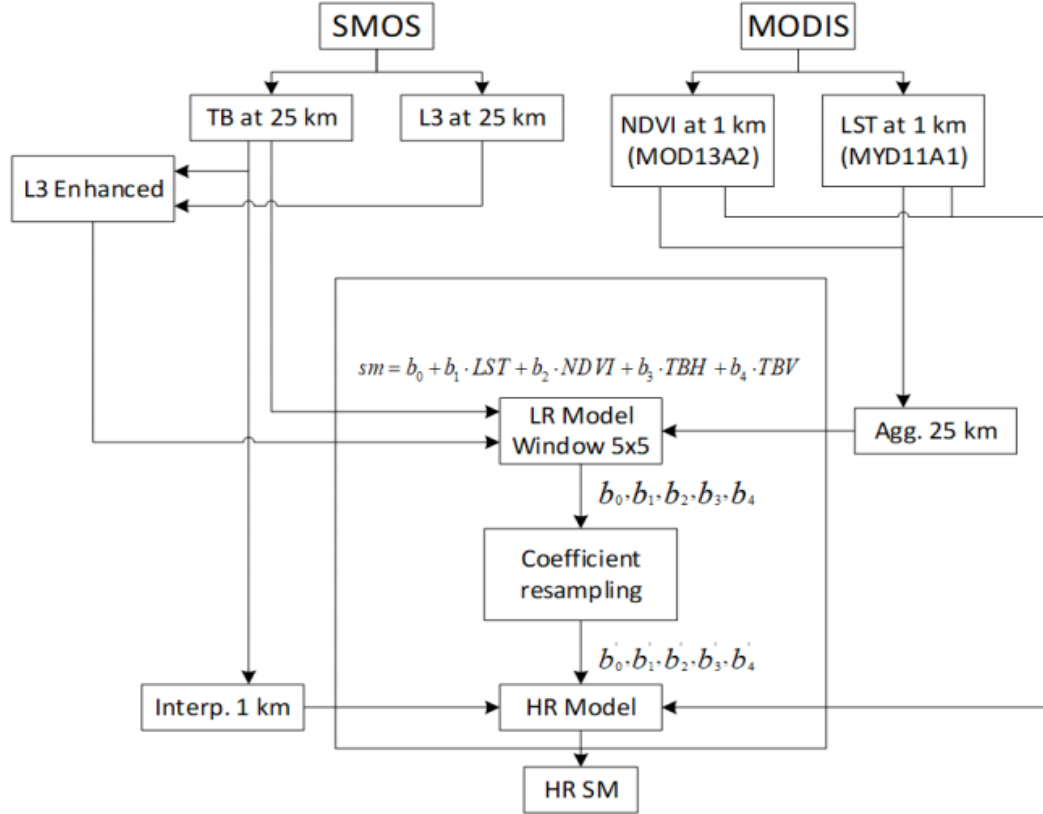 SMOS
MODIS
TB at 25 km
L3 at 25 km
NDVI at 1 km
(MOD13A2)
LST at 1 km
(MYD11A1)
L3 Enhanced
sm = b₀ + b₁ · LST + b₂ · NDVI + b₃ · TBH + b₄ · TBV
LR Model
Window 5x5
Agg. 25 km
b₀,b₁,b₂,b₃,b₄
Coefficient
resampling
b₀',b₁',b₂',b₃',b₄'
Interp. 1 km
HR Model
HR SM